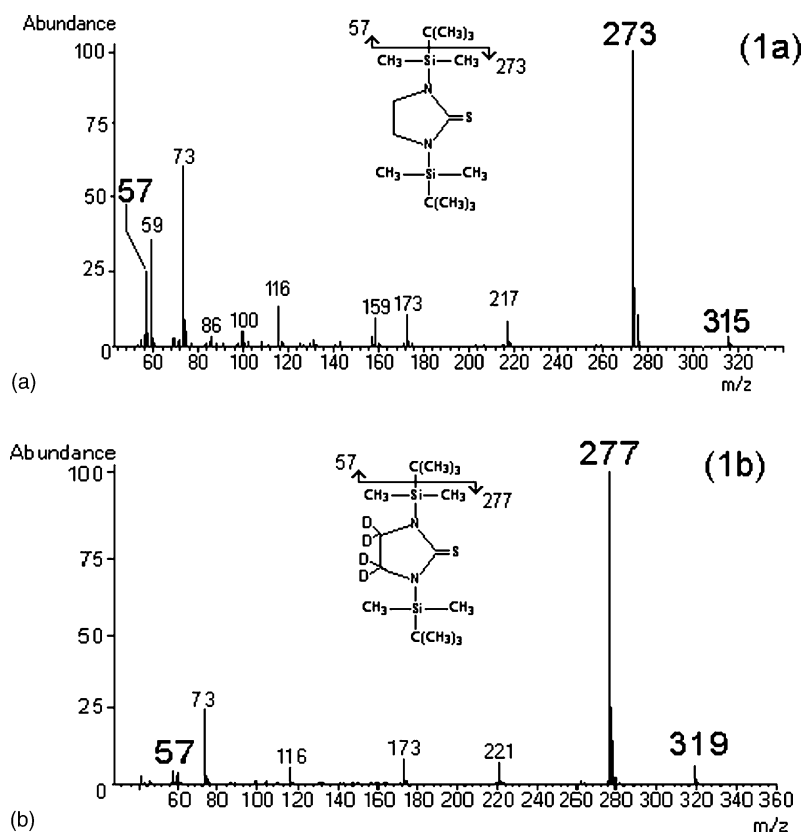 (a)
Abundance
(1a)
100
75
50
25
0
57
59
73
86
100
116
159
173
217
273
315
57
C(CH3)3
CH3—Si—CH3
273
N
S
N
CH3—Si—CH3
C(CH3)3
60 80 100 120 140 160 180 200 220 240 260 280 300 320
m/z
(a)
Abundance
(1b)
100
75
50
25
0
57
73
116
173
221
277
319
57
C(CH3)3
CH3—Si—CH3
277
D
D
D
D
N
S
N
CH3—Si—CH3
C(CH3)3
60 80 100 120 140 160 180 200 220 240 260 280 300 320 340 360
m/z
(b)